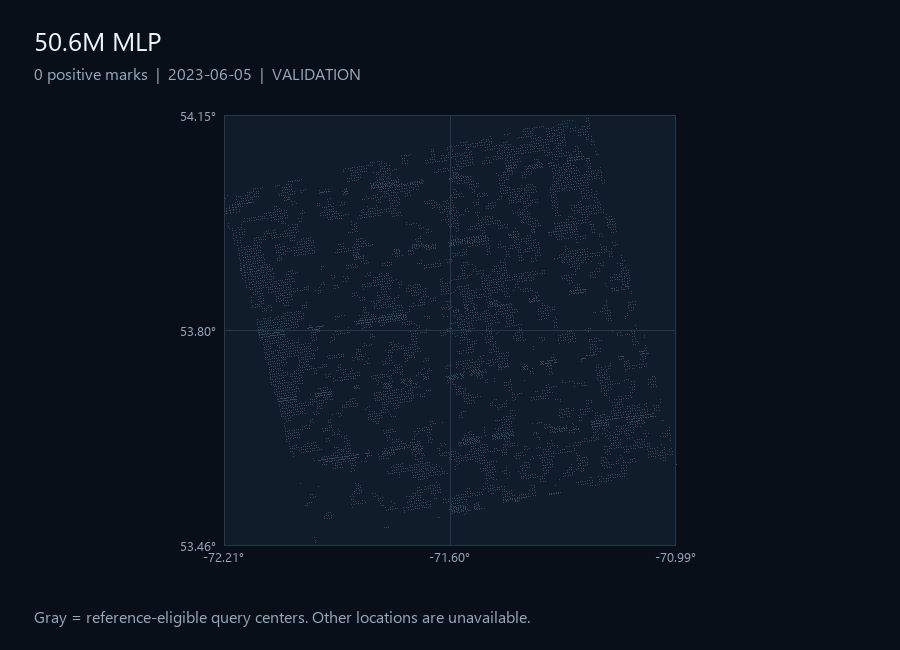 50.6M MLP
0 positive marks | 2023-06-05 | VALIDATION
54.15°
53.80°
53.46°
-72.21°
-71.60°
-70.99°
Gray = reference-eligible query centers. Other locations are unavailable.